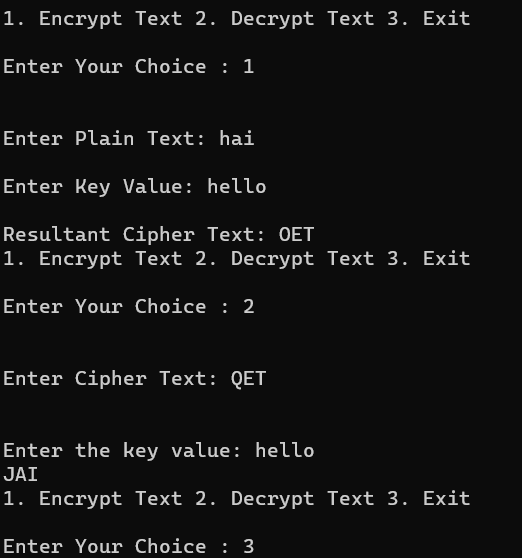 1. Encrypt Text 2. Decrypt Text 3. Exit
Enter Your Choice : 1
Enter Plain Text: hai
Enter Key Value: hello
Resultant Cipher Text: OET
1. Encrypt Text 2. Decrypt Text 3. Exit
Enter Your Choice : 2
Enter Cipher Text: QET
Enter the key value: hello
JAI
1. Encrypt Text 2. Decrypt Text 3. Exit
Enter Your Choice : 3